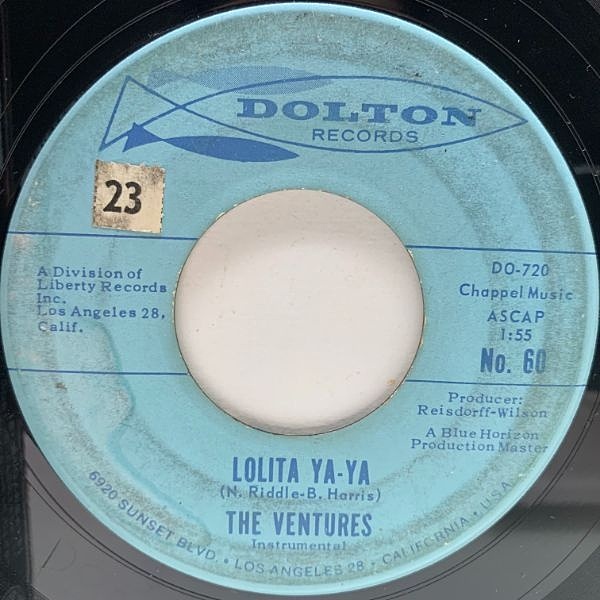 DOLTON
RECORDS
23
A Division of
Liberty Records
Inc.
Los Angeles 28,
Calif.
DO-720
Chappel Music
ASCAP
1:55
No. 60
Producer:
Reisdorff-Wilson
A Blue Horizon
Production Master
LOLITA YA-YA
(N. Riddle-B. Harris)
THE VENTURES
Instrumental
6920 SUNSET BLVD. • LOS ANGELES 28 • CALIFORNIA • U.S.A.